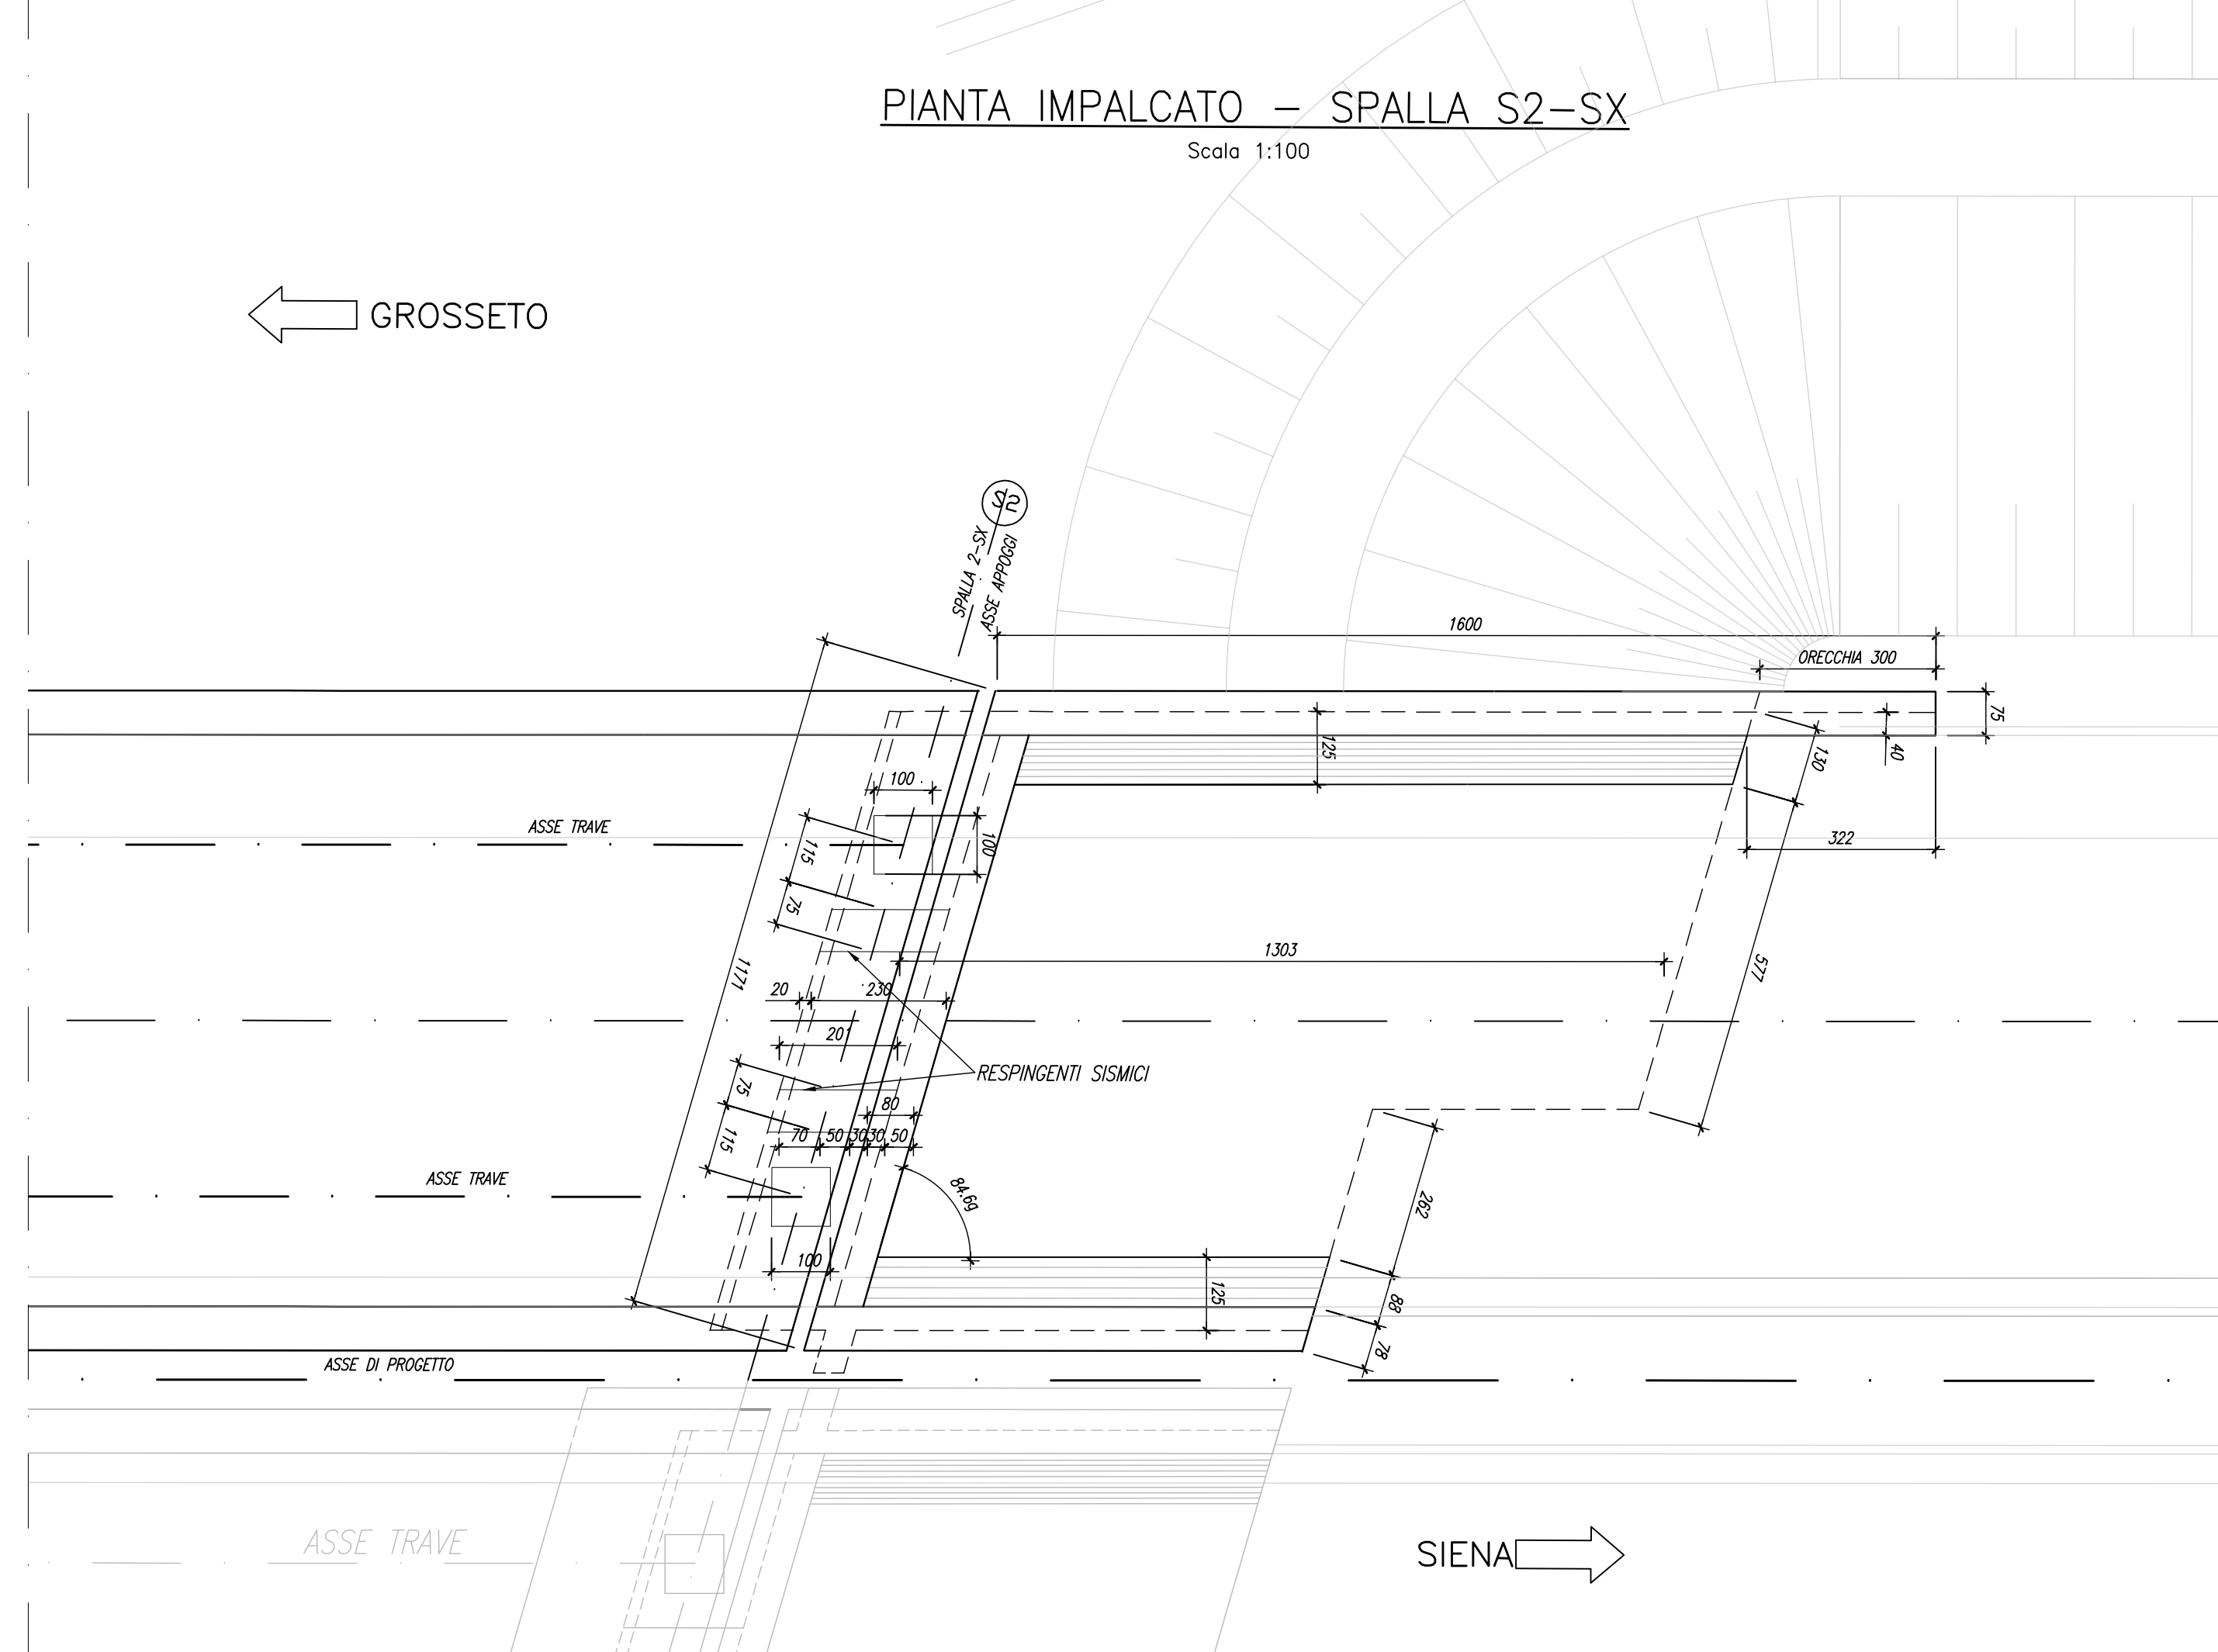 PIANTA IMPALCATO – SPALLA S2–SX
Scala 1:100
GROSSETO
S2
SPALLA 2–SX
ASSE APPOGGI
1600
ORECCHIA 300
75
40
125
130
322
100
100
ASSE TRAVE
115
75
1171
1303
577
20
230
201
RESPINGENTI SISMICI
75
115
80
70
50
30
30
50
ASSE TRAVE
84.6g
262
100
125
88
78
ASSE DI PROGETTO
ASSE TRAVE
SIENA